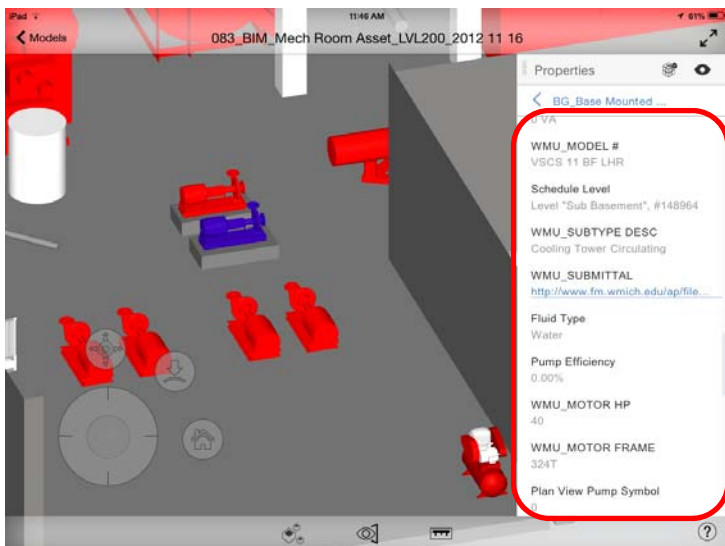 iPad
11:46 AM
61%
Models
083_BIM_Mech Room Asset_LVL200_2012 11 16
Properties
BG_Base Mounted ...
0 VA
WMU_MODEL #
VSCS 11 BF LHR
Schedule Level
Level "Sub Basement", #148964
WMU_SUBTYPE DESC
Cooling Tower Circulating
WMU_SUBMITTAL
http://www.fm.wmich.edu/ap/file...
Fluid Type
Water
Pump Efficiency
0.00%
WMU_MOTOR HP
40
WMU_MOTOR FRAME
324T
Plan View Pump Symbol
0
?